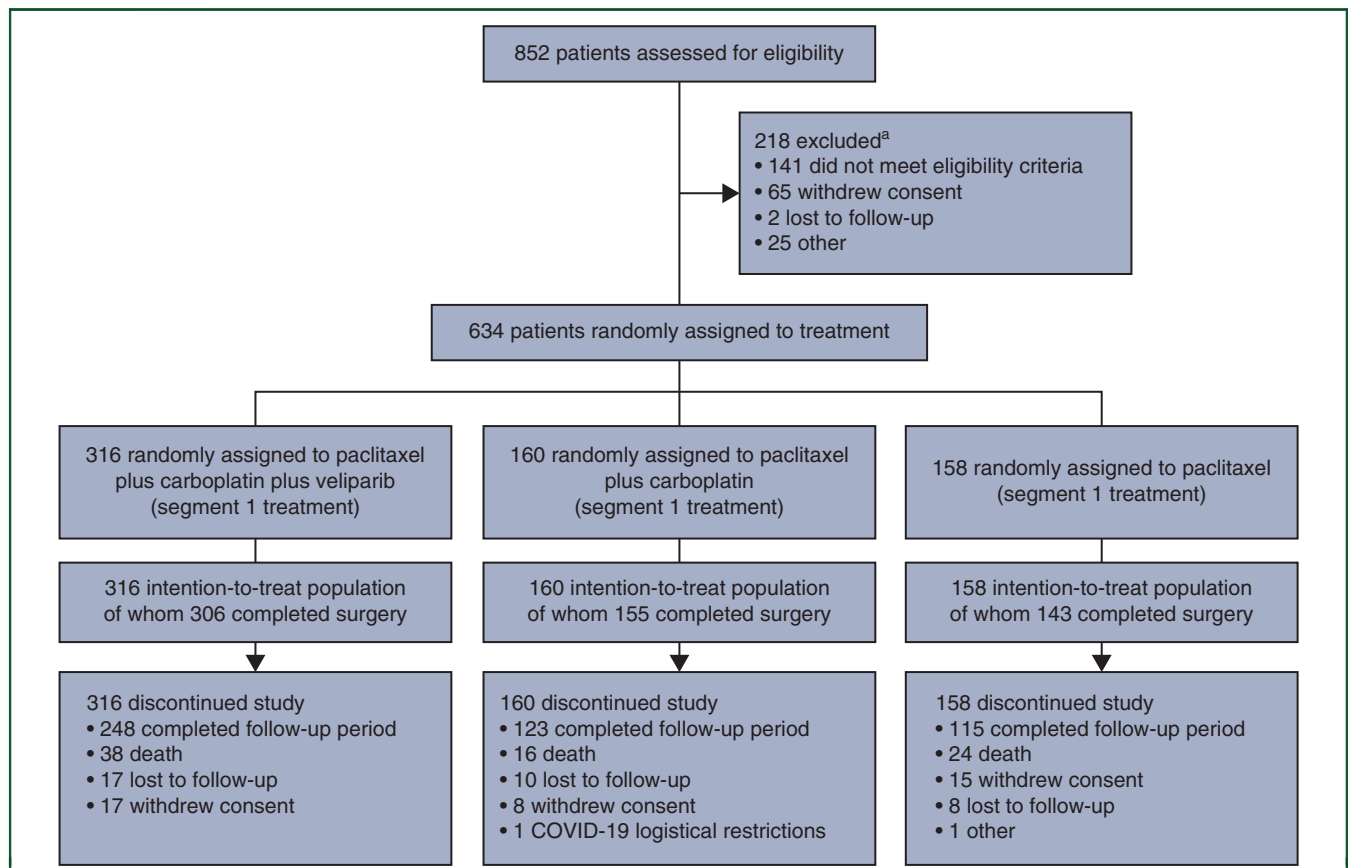 852 patients assessed for eligibility
218 excludedᵃ
• 141 did not meet eligibility criteria
• 65 withdrew consent
• 2 lost to follow-up
• 25 other
634 patients randomly assigned to treatment
316 randomly assigned to paclitaxel
plus carboplatin plus veliparib
(segment 1 treatment)
160 randomly assigned to paclitaxel
plus carboplatin
(segment 1 treatment)
158 randomly assigned to paclitaxel
(segment 1 treatment)
316 intention-to-treat population
of whom 306 completed surgery
160 intention-to-treat population
of whom 155 completed surgery
158 intention-to-treat population
of whom 143 completed surgery
316 discontinued study
• 248 completed follow-up period
• 38 death
• 17 lost to follow-up
• 17 withdrew consent
160 discontinued study
• 123 completed follow-up period
• 16 death
• 10 lost to follow-up
• 8 withdrew consent
• 1 COVID-19 logistical restrictions
158 discontinued study
• 115 completed follow-up period
• 24 death
• 15 withdrew consent
• 8 lost to follow-up
• 1 other